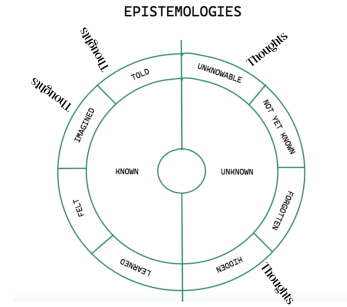 EPISTEMOLOGIES
Thoughts
Thoughts
Thoughts
TOLD
UNKNOWABLE
IMAGINED
NOT YET KNOWN
KNOWN
UNKNOWN
FELT
FORGOTTEN
LEARNED
HIDDEN
Thoughts